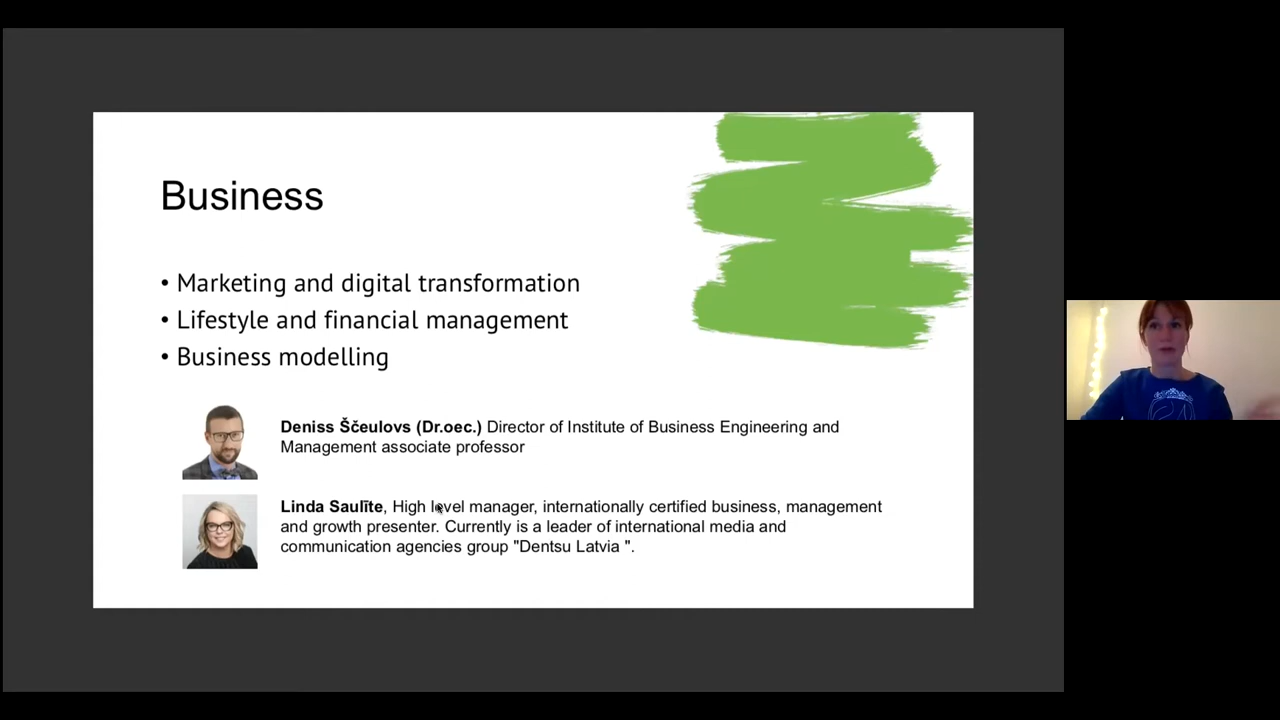 Business
• Marketing and digital transformation
• Lifestyle and financial management
• Business modelling
Deniss Ščeulovs (Dr.oec.) Director of Institute of Business Engineering and
Management associate professor
Linda Saulīte, High level manager, internationally certified business, management
and growth presenter. Currently is a leader of international media and
communication agencies group "Dentsu Latvia ".